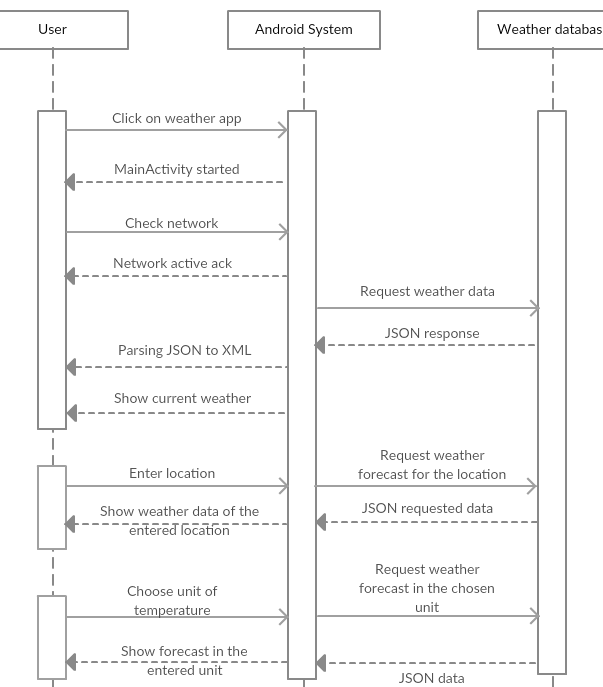 User
Android System
Weather databas
Click on weather app
MainActivity started
Check network
Network active ack
Request weather data
JSON response
Parsing JSON to XML
Show current weather
Enter location
Request weather
forecast for the location
Show weather data of the
entered location
JSON requested data
Choose unit of
temperature
Request weather
forecast in the chosen
unit
Show forecast in the
entered unit
JSON data